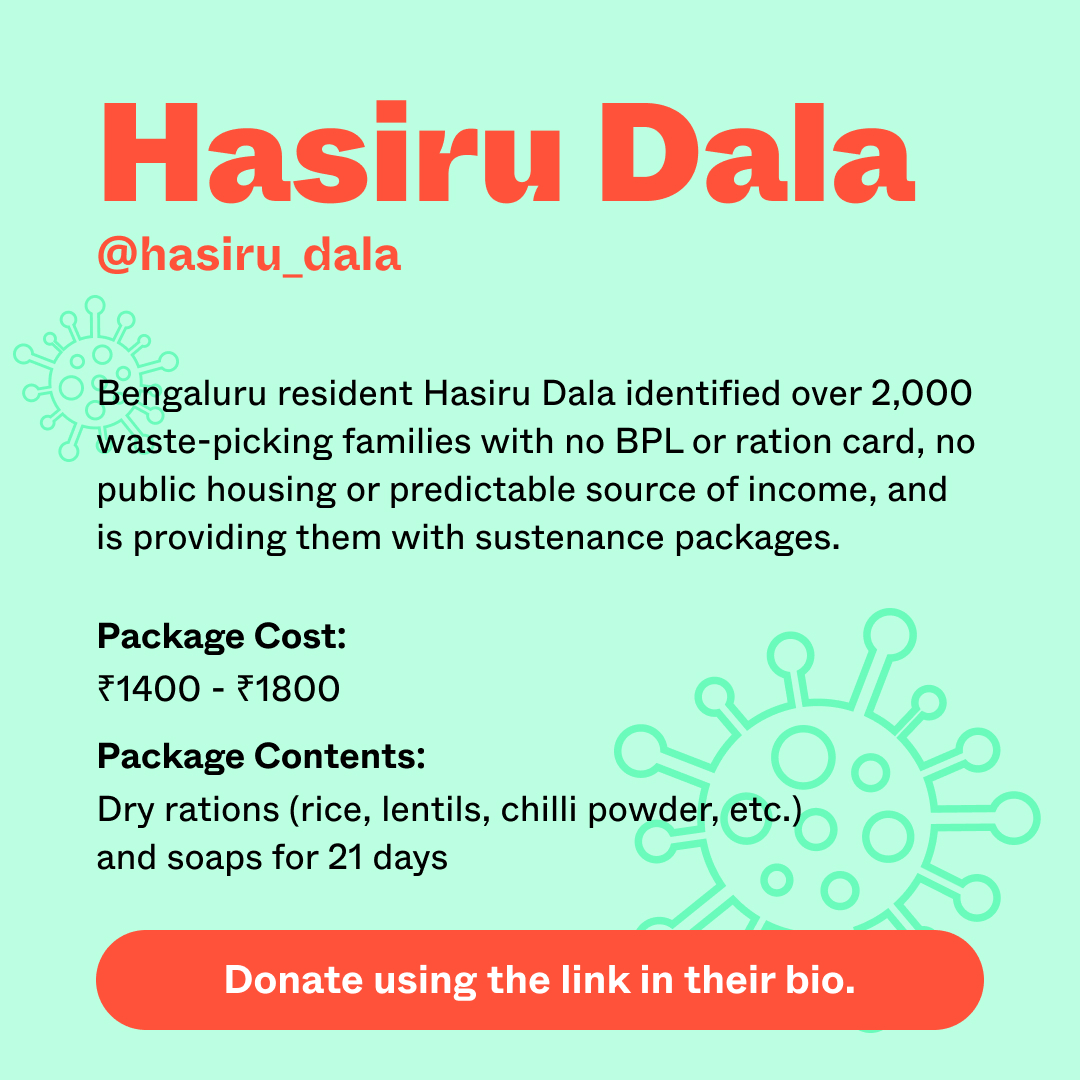 Hasiru Dala
@hasiru_dala
Bengaluru resident Hasiru Dala identified over 2,000
waste-picking families with no BPL or ration card, no
public housing or predictable source of income, and
is providing them with sustenance packages.
Package Cost:
₹1400 - ₹1800
Package Contents:
Dry rations (rice, lentils, chilli powder, etc.)
and soaps for 21 days
Donate using the link in their bio.